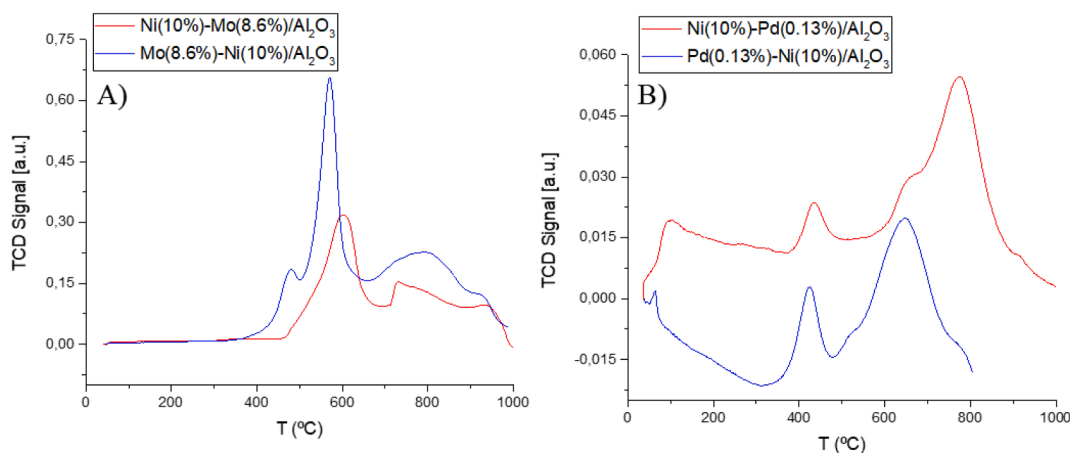 Ni(10%)-Mo(8.6%)/Al₂O₃
Mo(8.6%)-Ni(10%)/Al₂O₃
A)
0,75
0,60
0,45
0,30
0,15
0,00
TCD Signal [a.u.]
0
200
400
600
800
1000
T (ºC)
Ni(10%)-Pd(0.13%)/Al₂O₃
Pd(0.13%)-Ni(10%)/Al₂O₃
B)
0,060
0,045
0,030
0,015
0,000
-0,015
TCD Signal [a.u.]
0
200
400
600
800
1000
T (ºC)